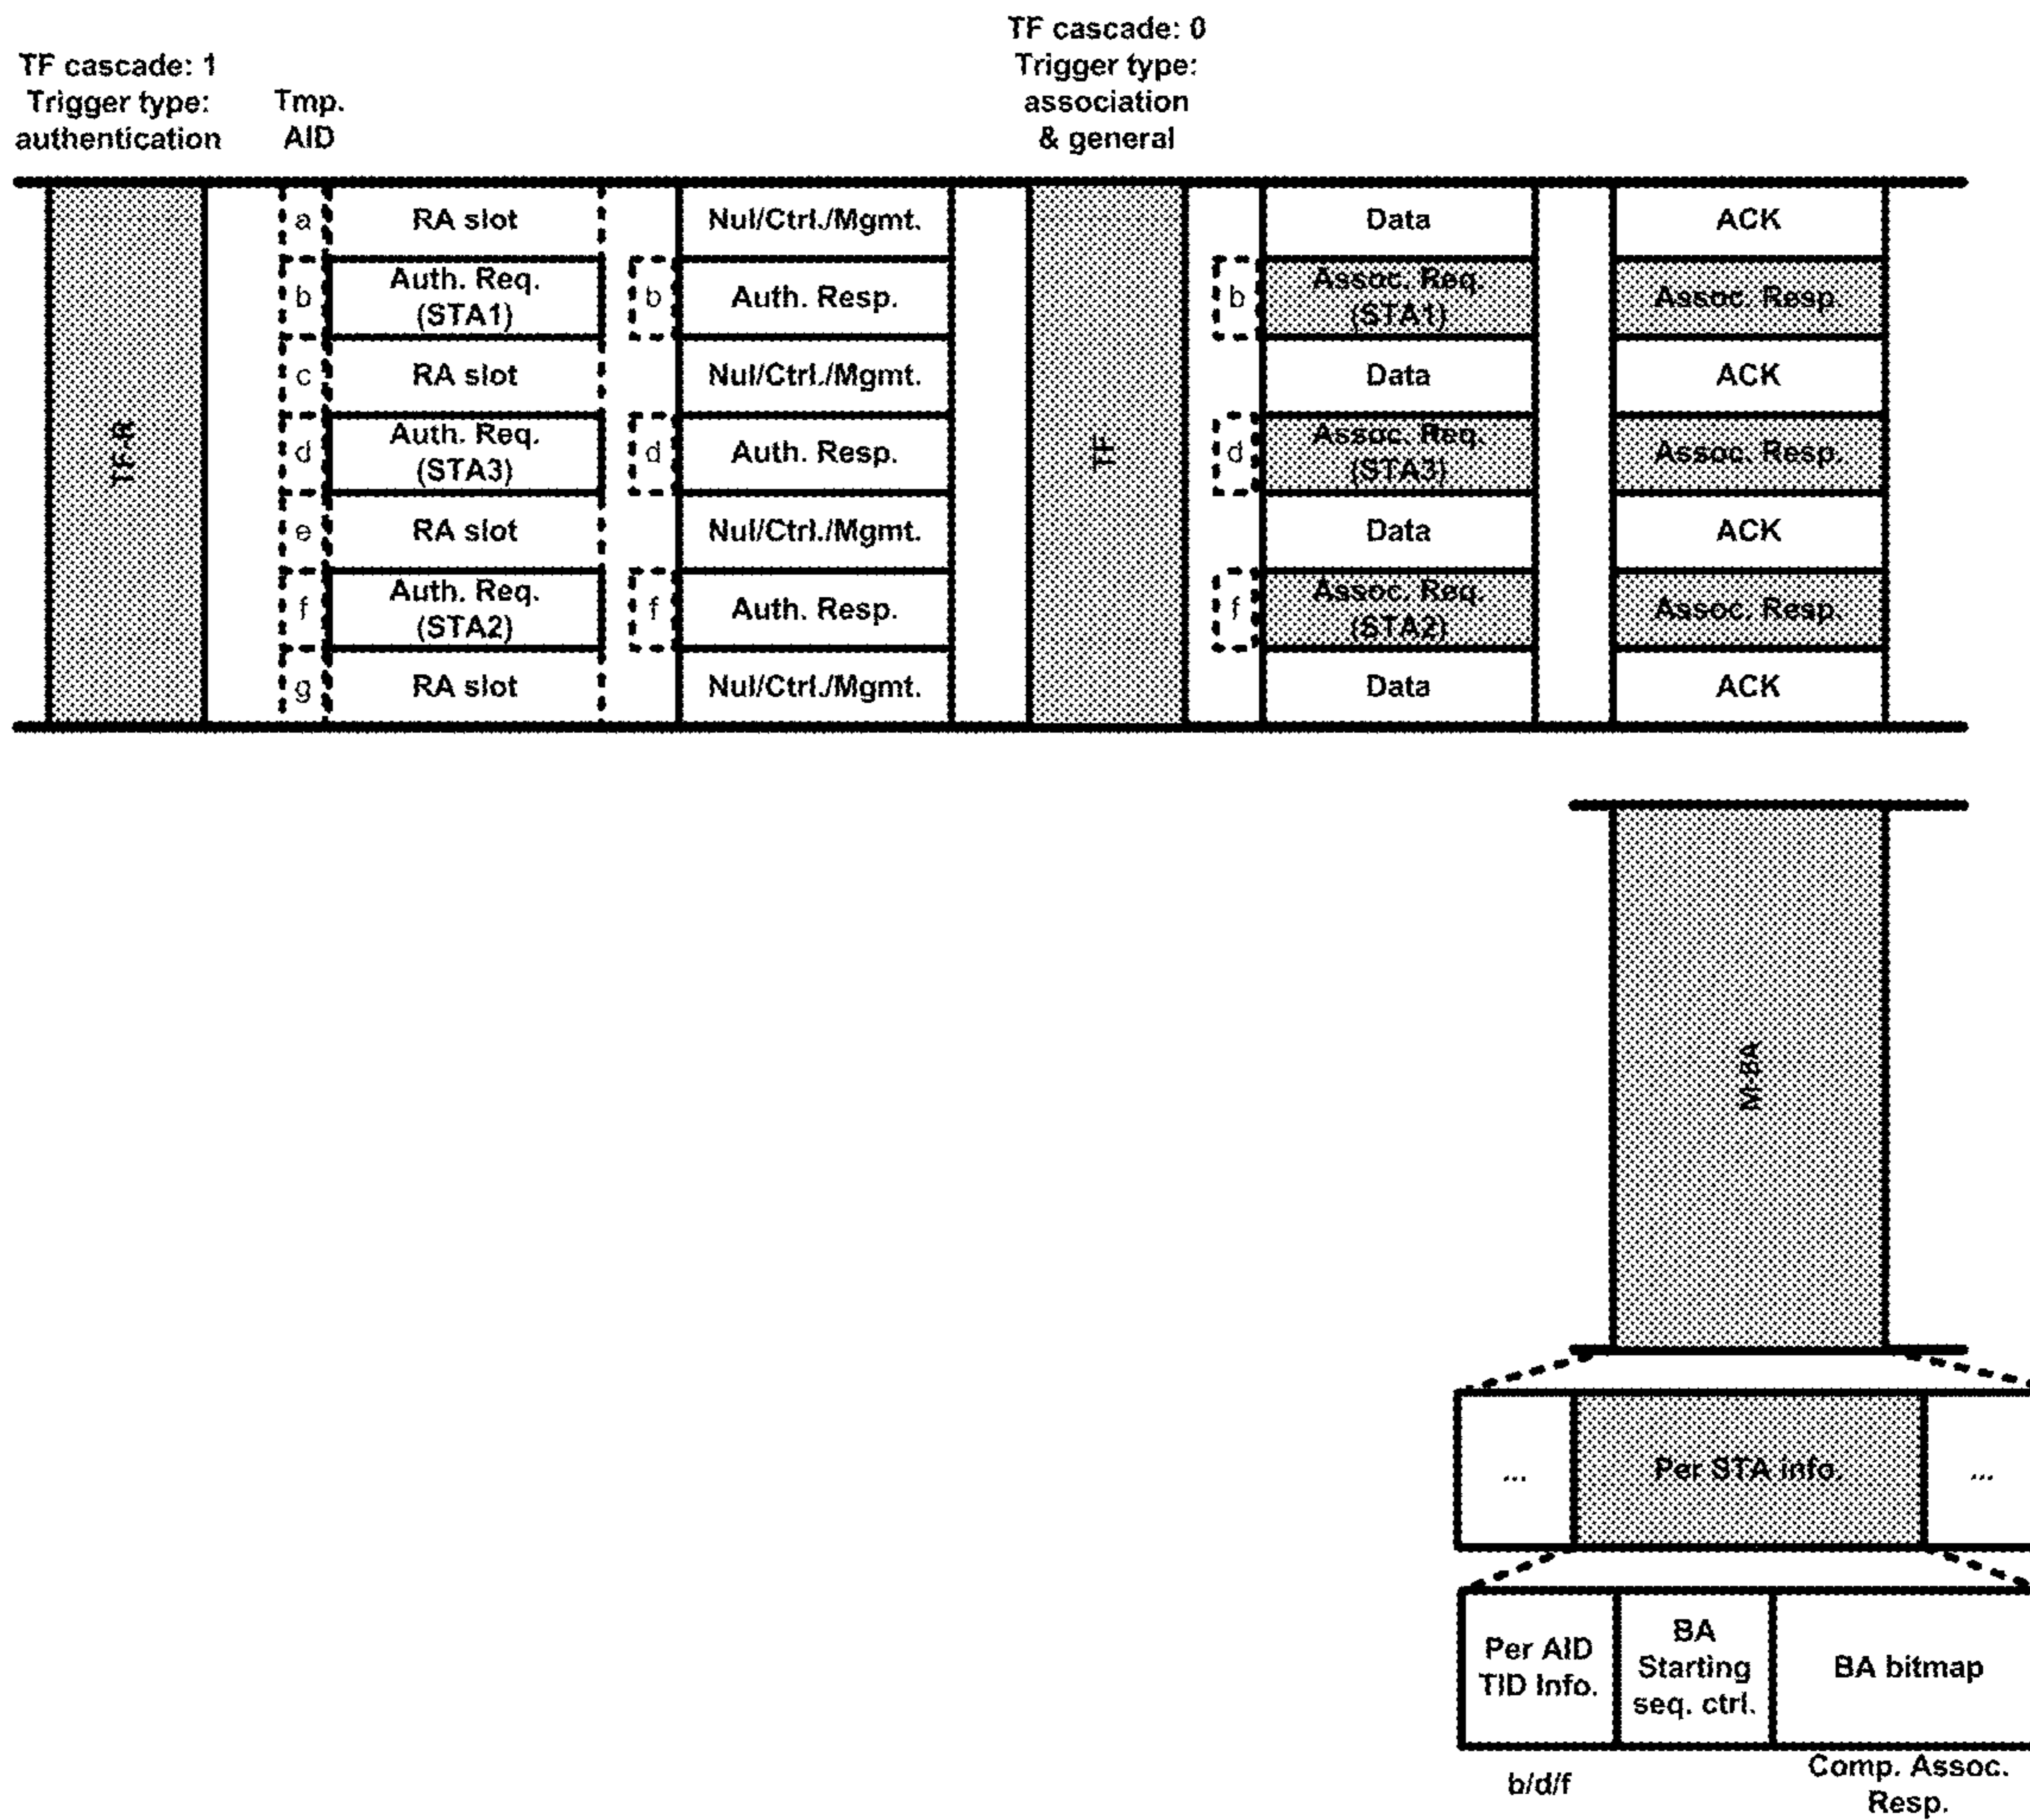 TF cascade: 1
Trigger type:
authentication
Tmp.
AID
TF cascade: 0
Trigger type:
association
& general
TF-R
a
RA slot
Nul/Ctrl./Mgmt.
TF
Data
ACK
b
Auth. Req.
(STA1)
b
Auth. Resp.
b
Assoc. Req.
(STA1)
Assoc. Resp.
c
RA slot
Nul/Ctrl./Mgmt.
Data
ACK
d
Auth. Req.
(STA3)
d
Auth. Resp.
d
Assoc. Req.
(STA3)
Assoc. Resp.
e
RA slot
Nul/Ctrl./Mgmt.
Data
ACK
f
Auth. Req.
(STA2)
f
Auth. Resp.
f
Assoc. Req.
(STA2)
Assoc. Resp.
g
RA slot
Nul/Ctrl./Mgmt.
Data
ACK
M-BA
...
Per STA info.
...
Per AID
TID Info.
BA
Starting
seq. ctrl.
BA bitmap
b/d/f
Comp. Assoc.
Resp.